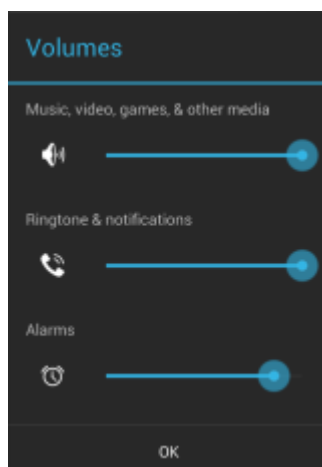 Volumes
Music, video, games, & other media
Ringtone & notifications
Alarms
OK